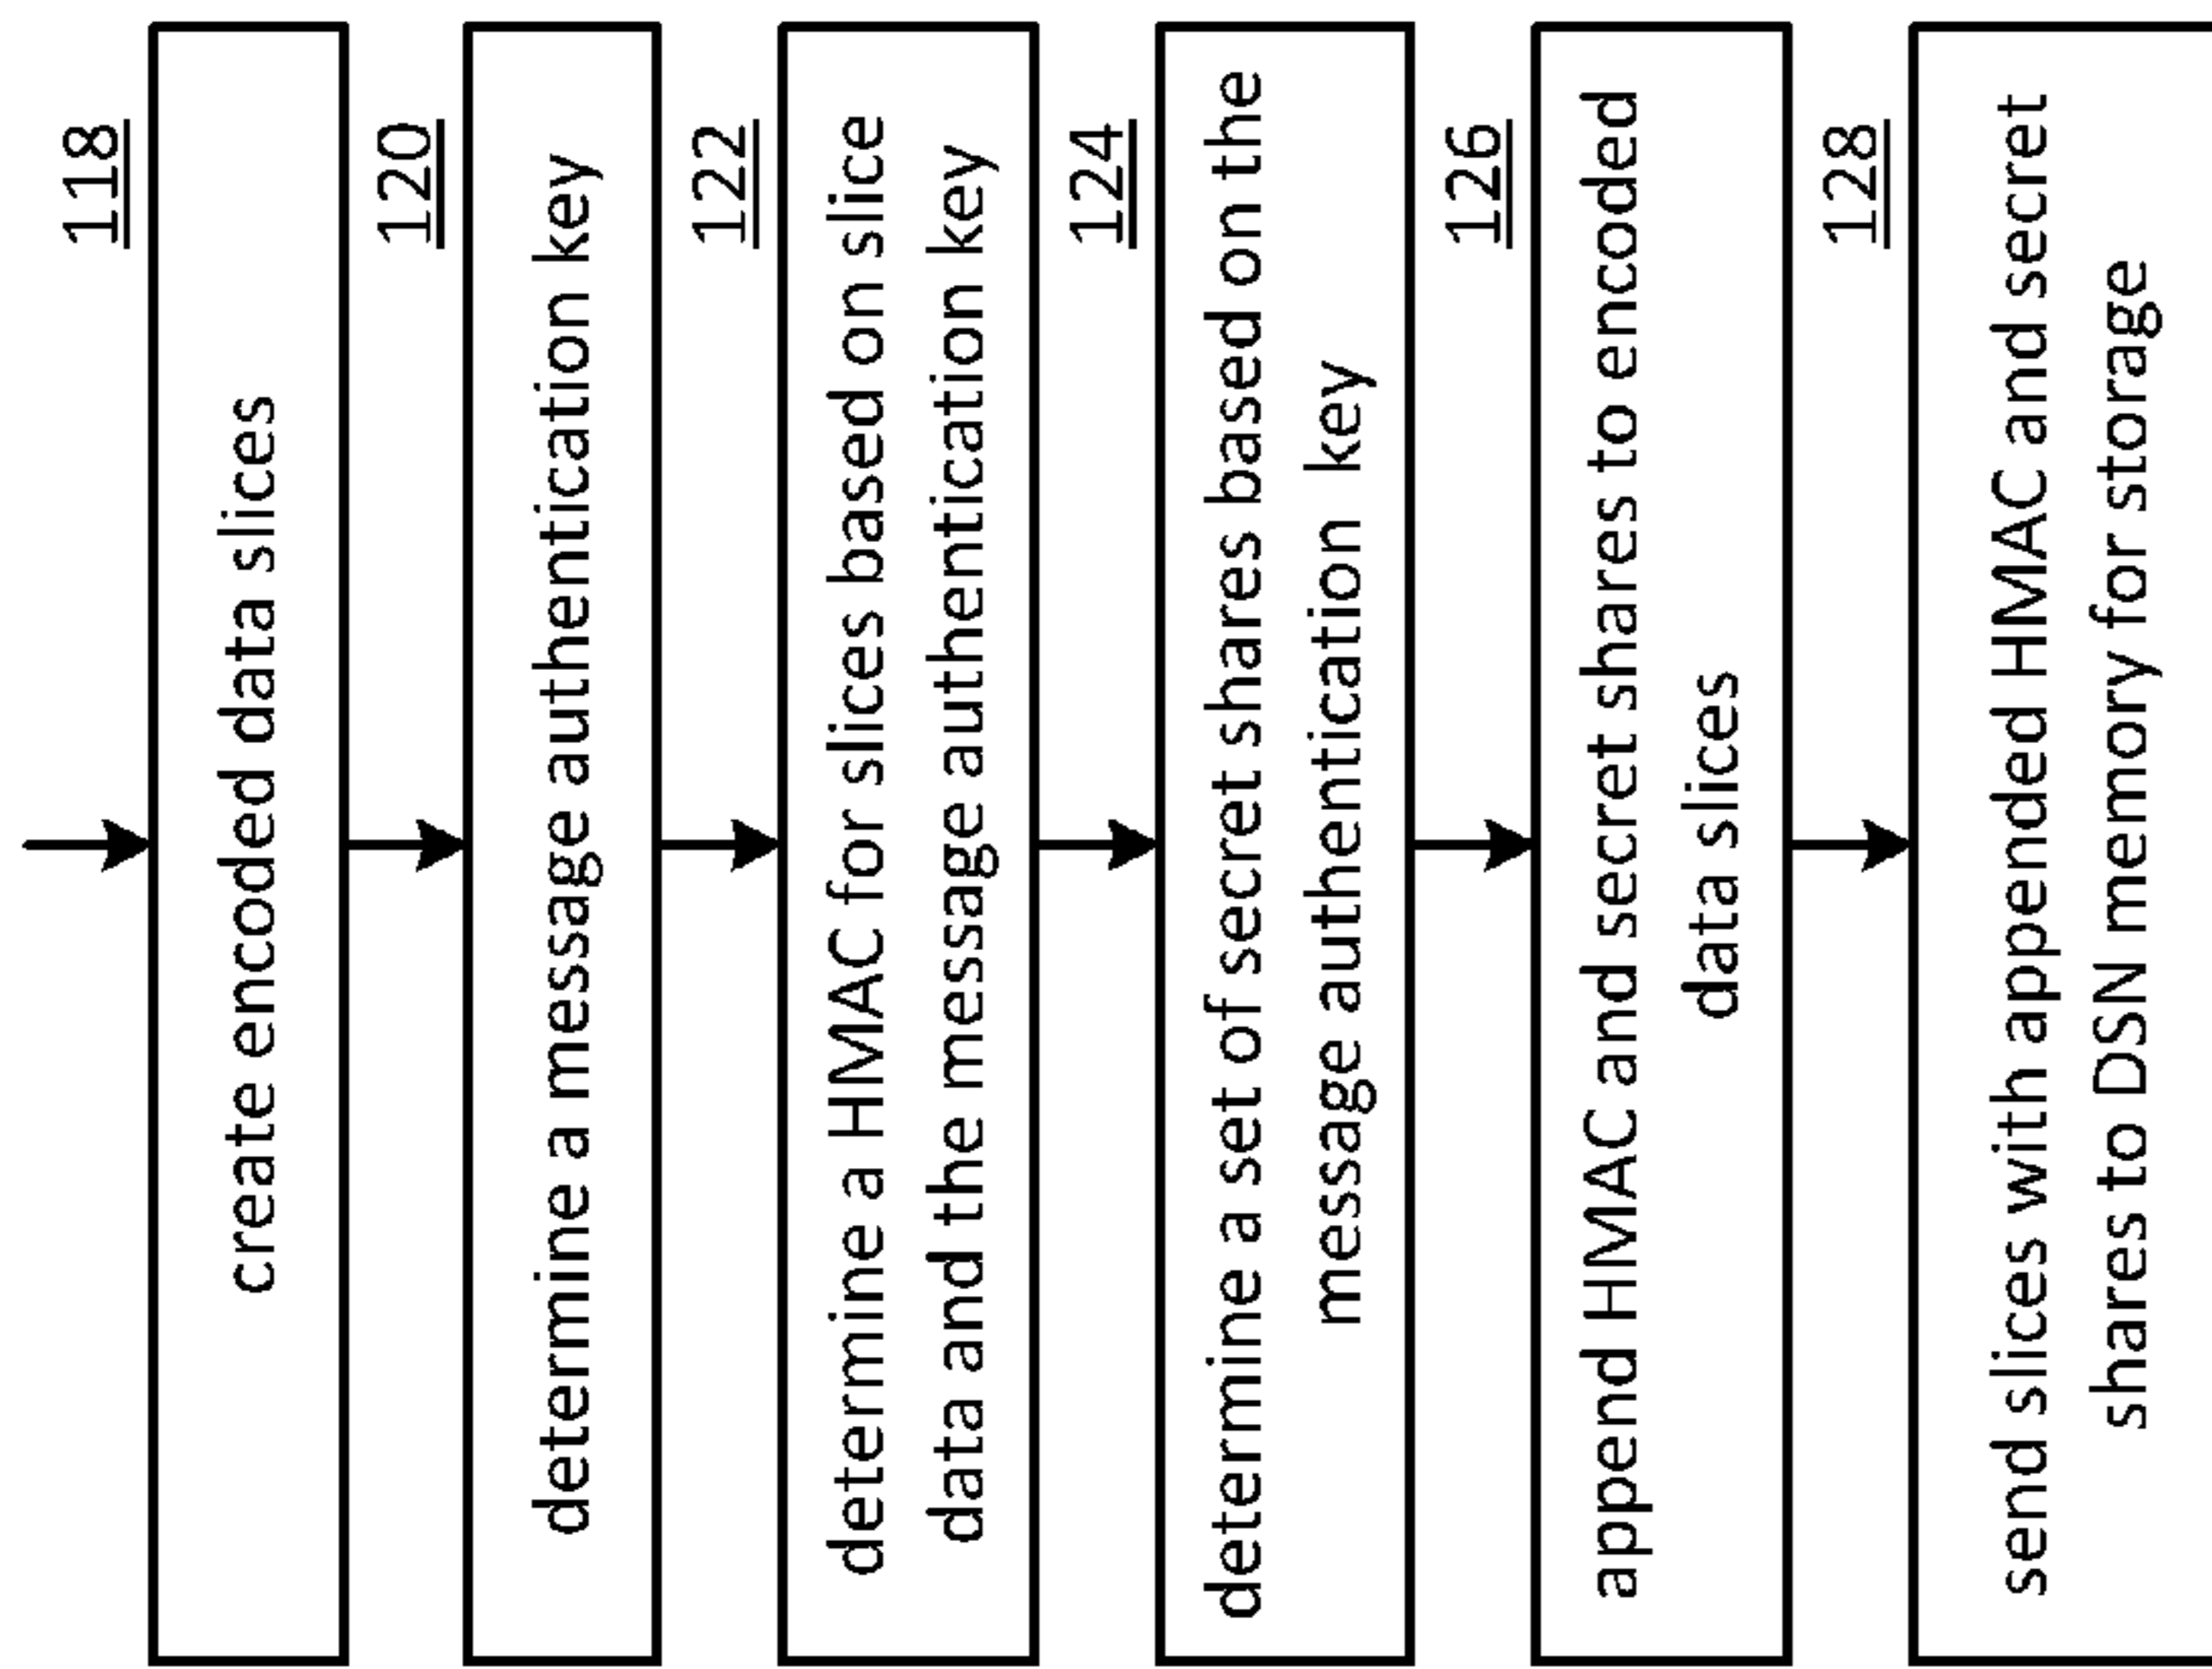 118
create encoded data slices
120
determine a message authentication key
122
determine a HMAC for slices based on slice
data and the message authentication key
124
determine a set of secret shares based on the
message authentication key
126
append HMAC and secret shares to encoded
data slices
128
send slices with appended HMAC and secret
shares to DSN memory for storage